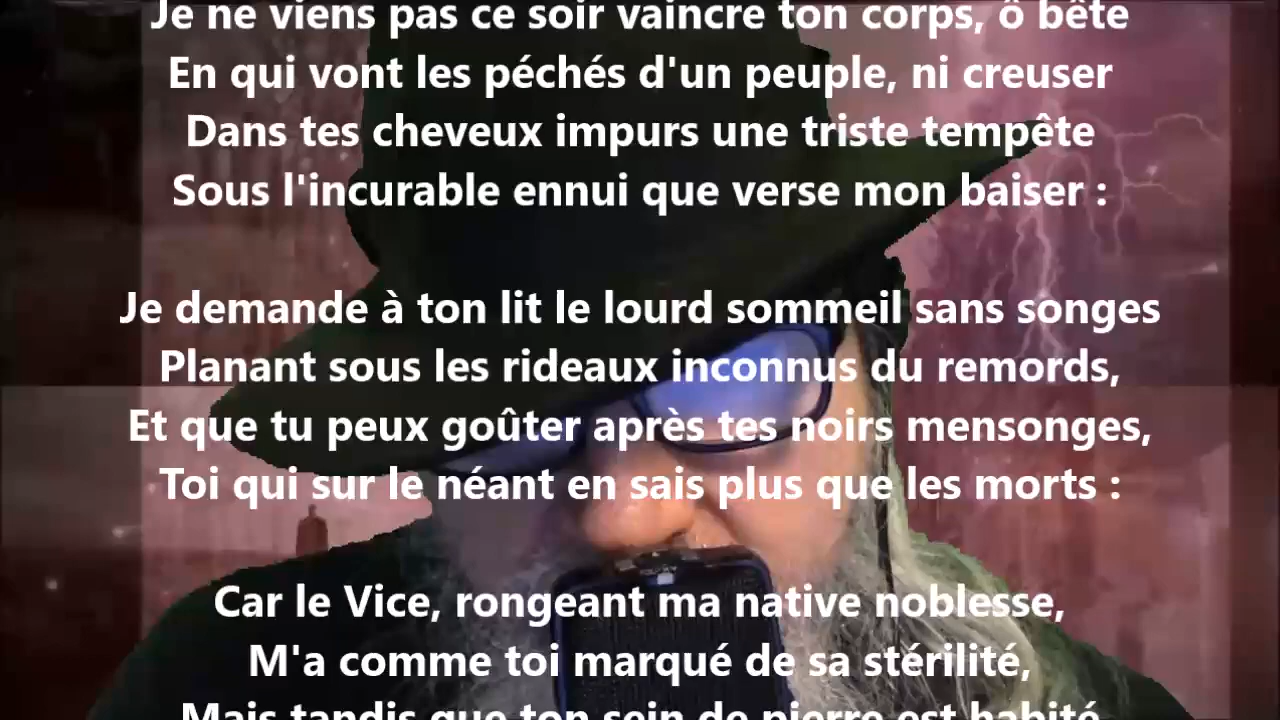 Je ne viens pas ce soir vaincre ton corps, ô bête
En qui vont les péchés d'un peuple, ni creuser
Dans tes cheveux impurs une triste tempête
Sous l'incurable ennui que verse mon baiser :
Je demande à ton lit le lourd sommeil sans songes
Planant sous les rideaux inconnus du remords,
Et que tu peux goûter après tes noirs mensonges,
Toi qui sur le néant en sais plus que les morts :
Car le Vice, rongeant ma native noblesse,
M'a comme toi marqué de sa stérilité,
Mais tandis que ton sein de pierre est habité